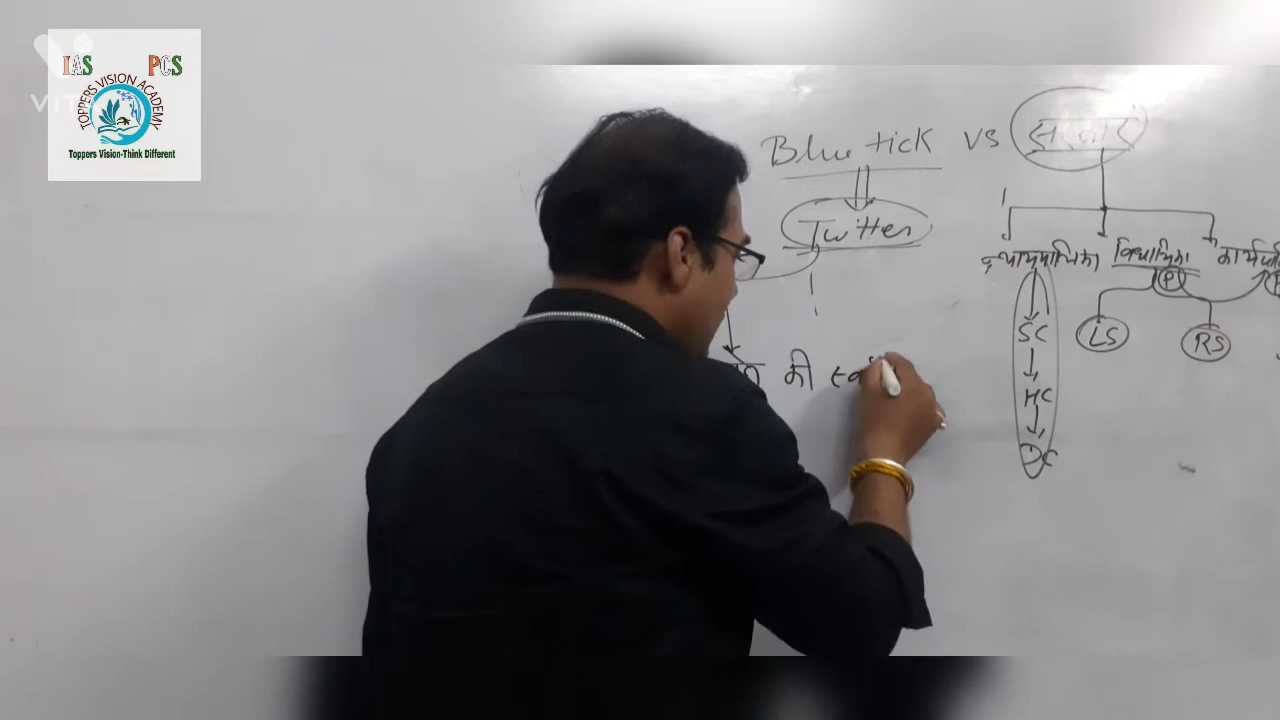 IAS PCS
TOPPERS VISION ACADEMY
Toppers Vision-Think Different
Blue tick vs सरकार
Twitter
न्यायपालिका विधायिका
P
SC LS RS
की
HC
DC